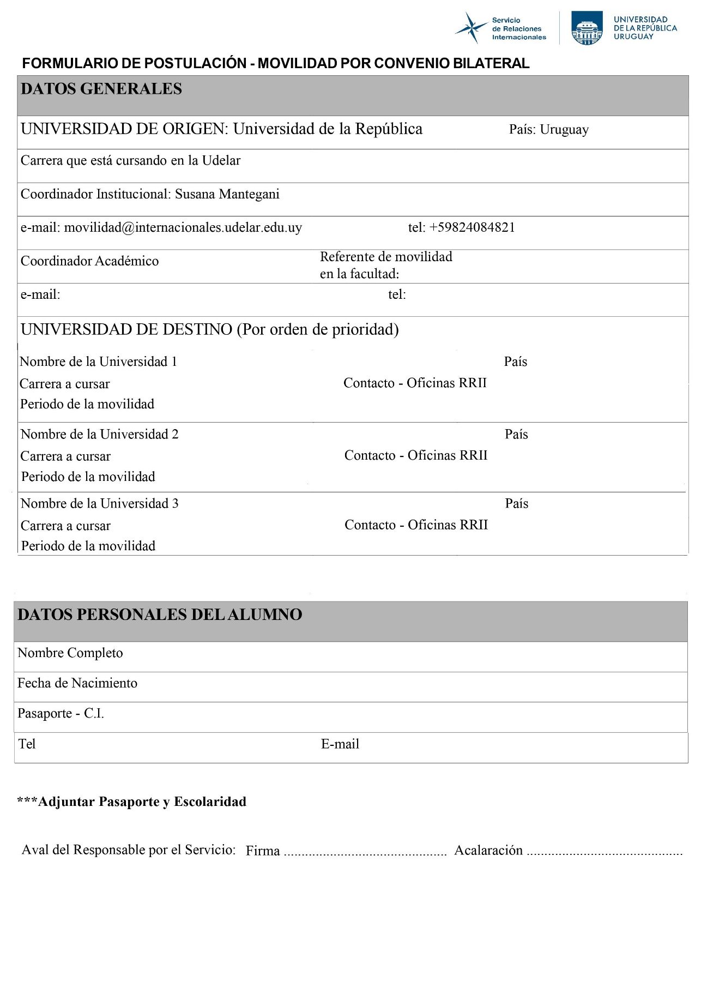 Servicio
de Relaciones
Internacionales
UNIVERSIDAD
DE LA REPÚBLICA
URUGUAY
FORMULARIO DE POSTULACIÓN - MOVILIDAD POR CONVENIO BILATERAL
DATOS GENERALES
UNIVERSIDAD DE ORIGEN: Universidad de la República País: Uruguay
Carrera que está cursando en la Udelar
Coordinador Institucional: Susana Mantegani
e-mail: movilidad@internacionales.udelar.edu.uy tel: +59824084821
Coordinador Académico
Referente de movilidad
en la facultad:
e-mail: tel:
UNIVERSIDAD DE DESTINO (Por orden de prioridad)
Nombre de la Universidad 1 País
Carrera a cursar Contacto - Oficinas RRII
Periodo de la movilidad
Nombre de la Universidad 2 País
Carrera a cursar Contacto - Oficinas RRII
Periodo de la movilidad
Nombre de la Universidad 3 País
Carrera a cursar Contacto - Oficinas RRII
Periodo de la movilidad
DATOS PERSONALES DEL ALUMNO
Nombre Completo
Fecha de Nacimiento
Pasaporte - C.I.
Tel E-mail
***Adjuntar Pasaporte y Escolaridad
Aval del Responsable por el Servicio: Firma .............................................. Acalaración ............................................